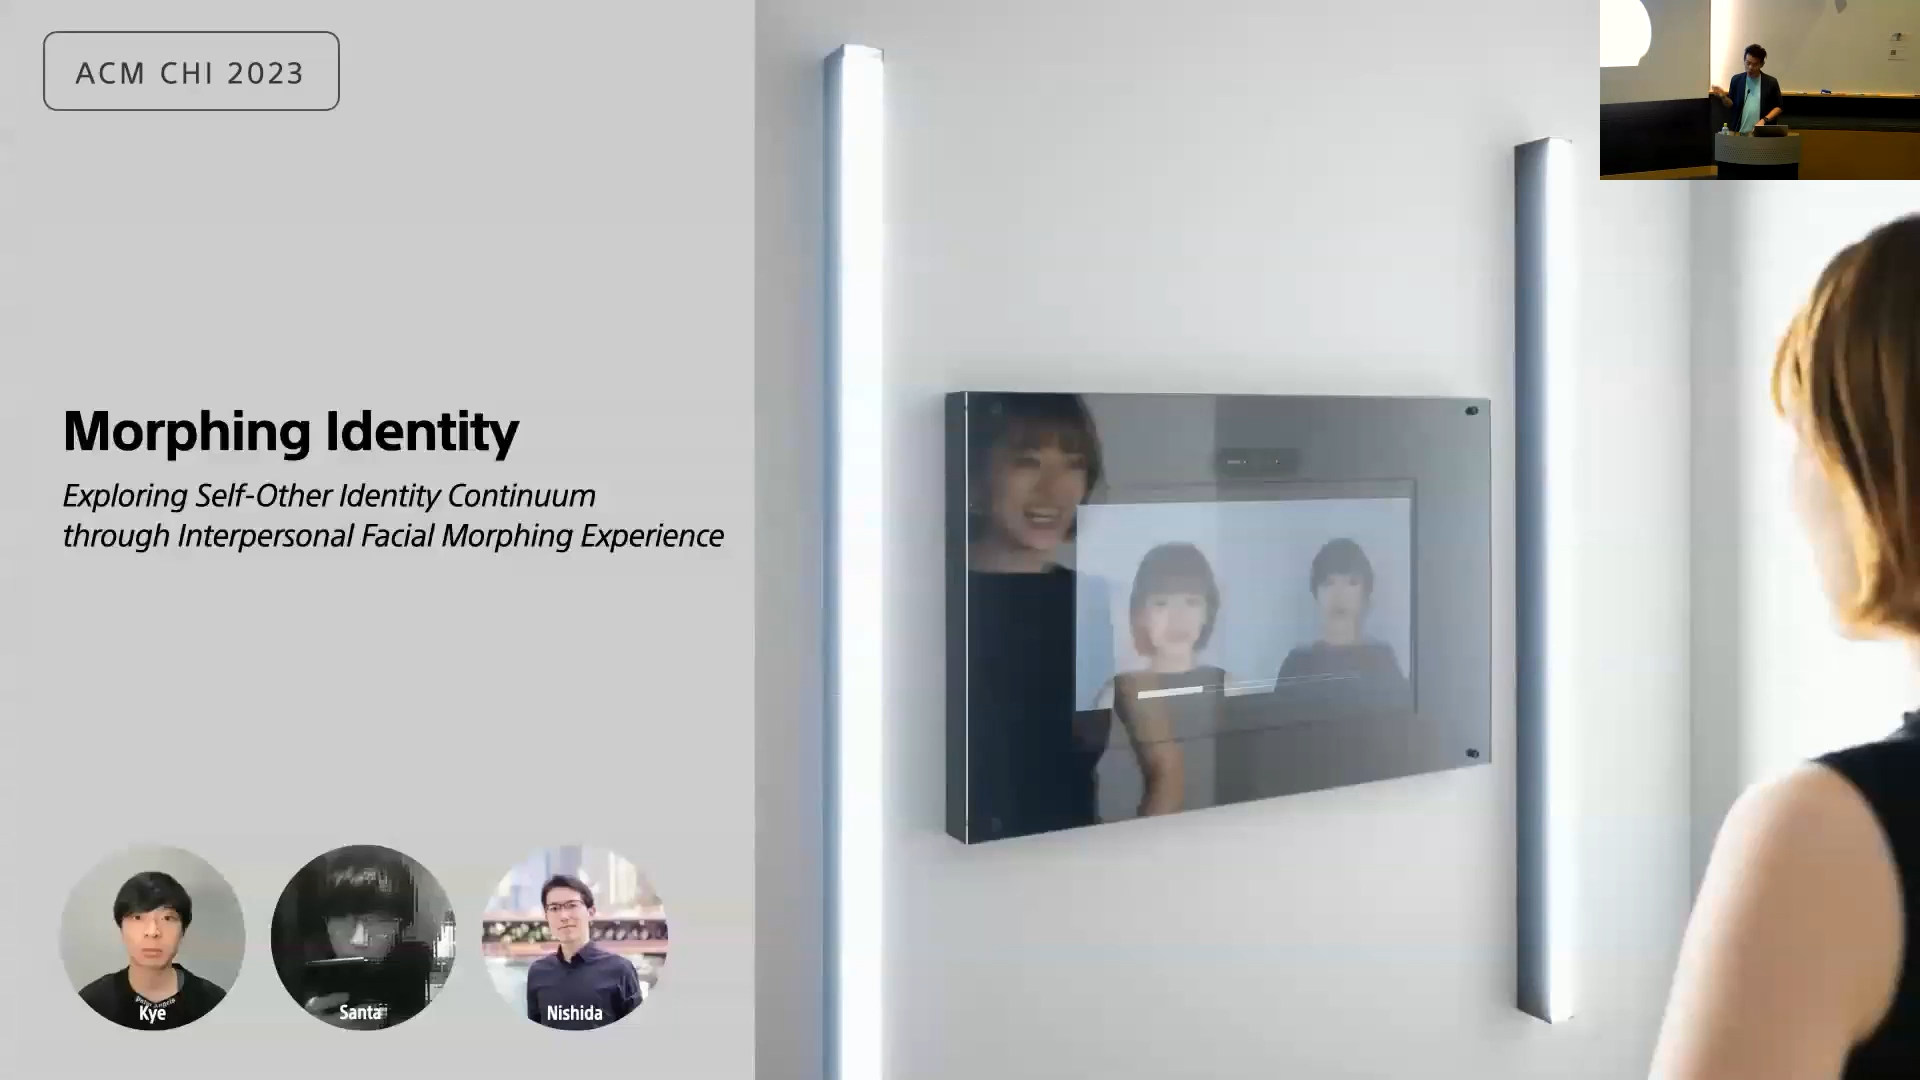 ACM CHI 2023
Morphing Identity
Exploring Self-Other Identity Continuum
through Interpersonal Facial Morphing Experience
Kye
Santa
Nishida